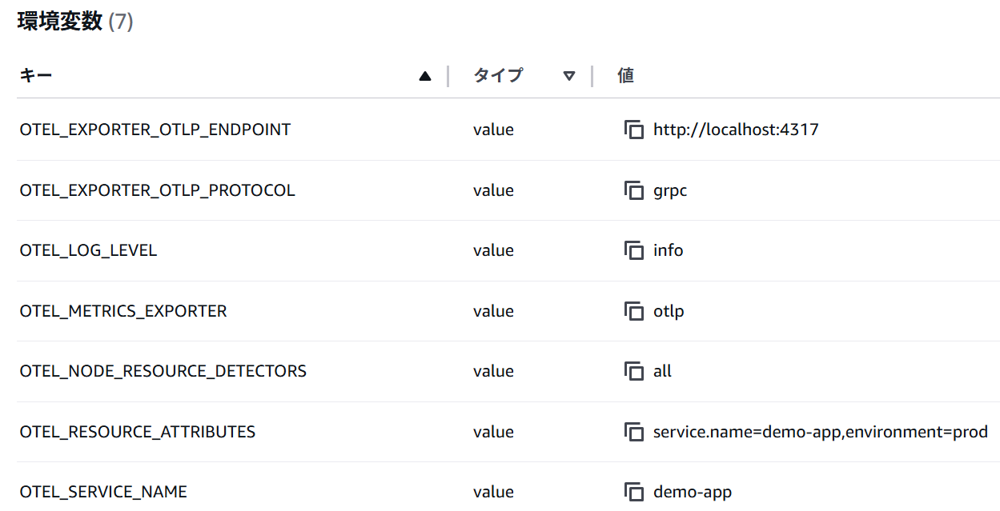 環境変数 (7)
キー ▲ タイプ ▽ 値
OTEL_EXPORTER_OTLP_ENDPOINT value http://localhost:4317
OTEL_EXPORTER_OTLP_PROTOCOL value grpc
OTEL_LOG_LEVEL value info
OTEL_METRICS_EXPORTER value otlp
OTEL_NODE_RESOURCE_DETECTORS value all
OTEL_RESOURCE_ATTRIBUTES value service.name=demo-app,environment=prod
OTEL_SERVICE_NAME value demo-app